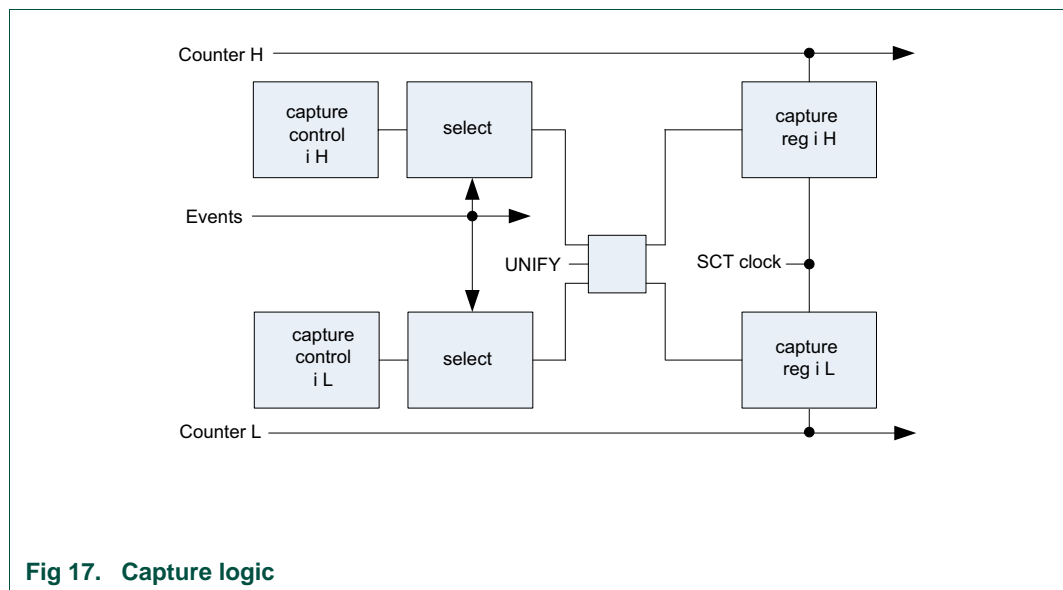 Counter H
capture
control
i H
select
capture
reg i H
Events
UNIFY
SCT clock
capture
control
i L
select
capture
reg i L
Counter L
Fig 17. Capture logic